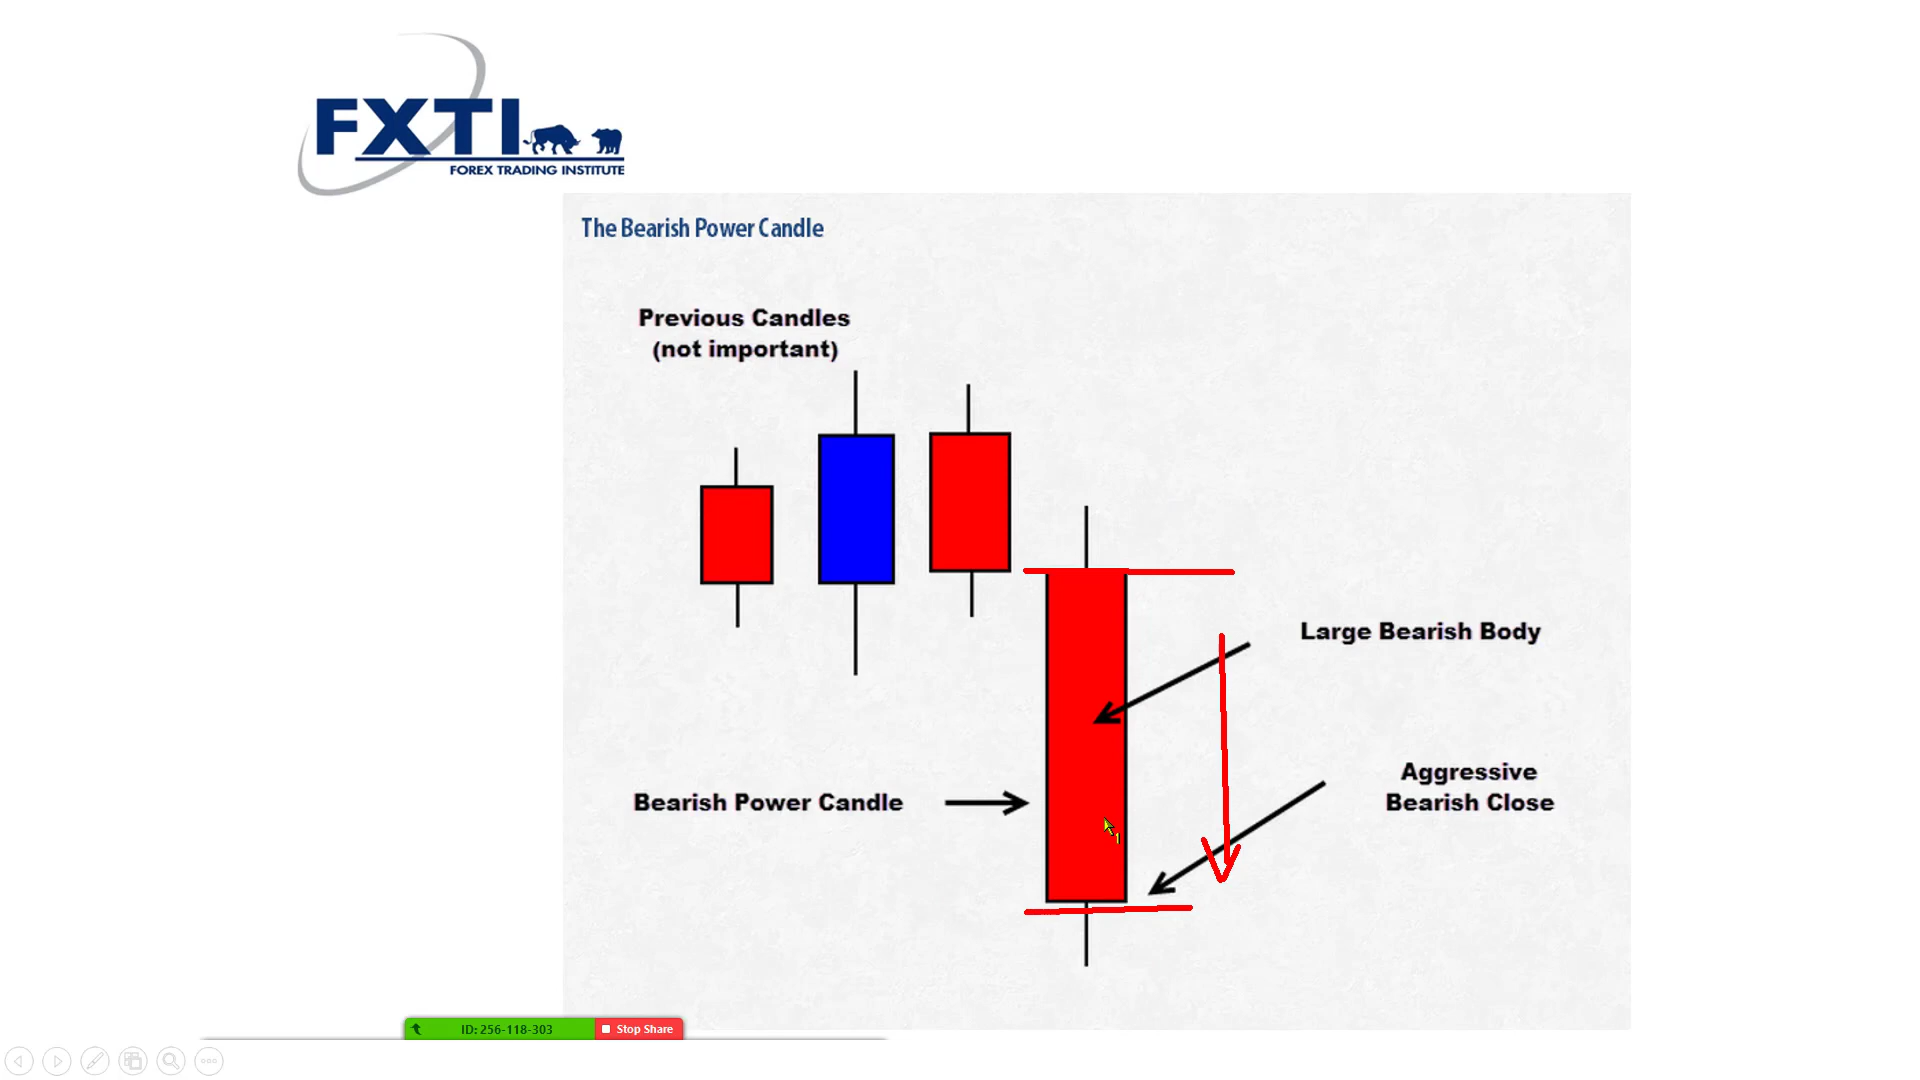 FXTI
FOREX TRADING INSTITUTE
The Bearish Power Candle
Previous Candles
(not important)
Large Bearish Body
Aggressive
Bearish Close
Bearish Power Candle
ID: 256-118-303
Stop Share